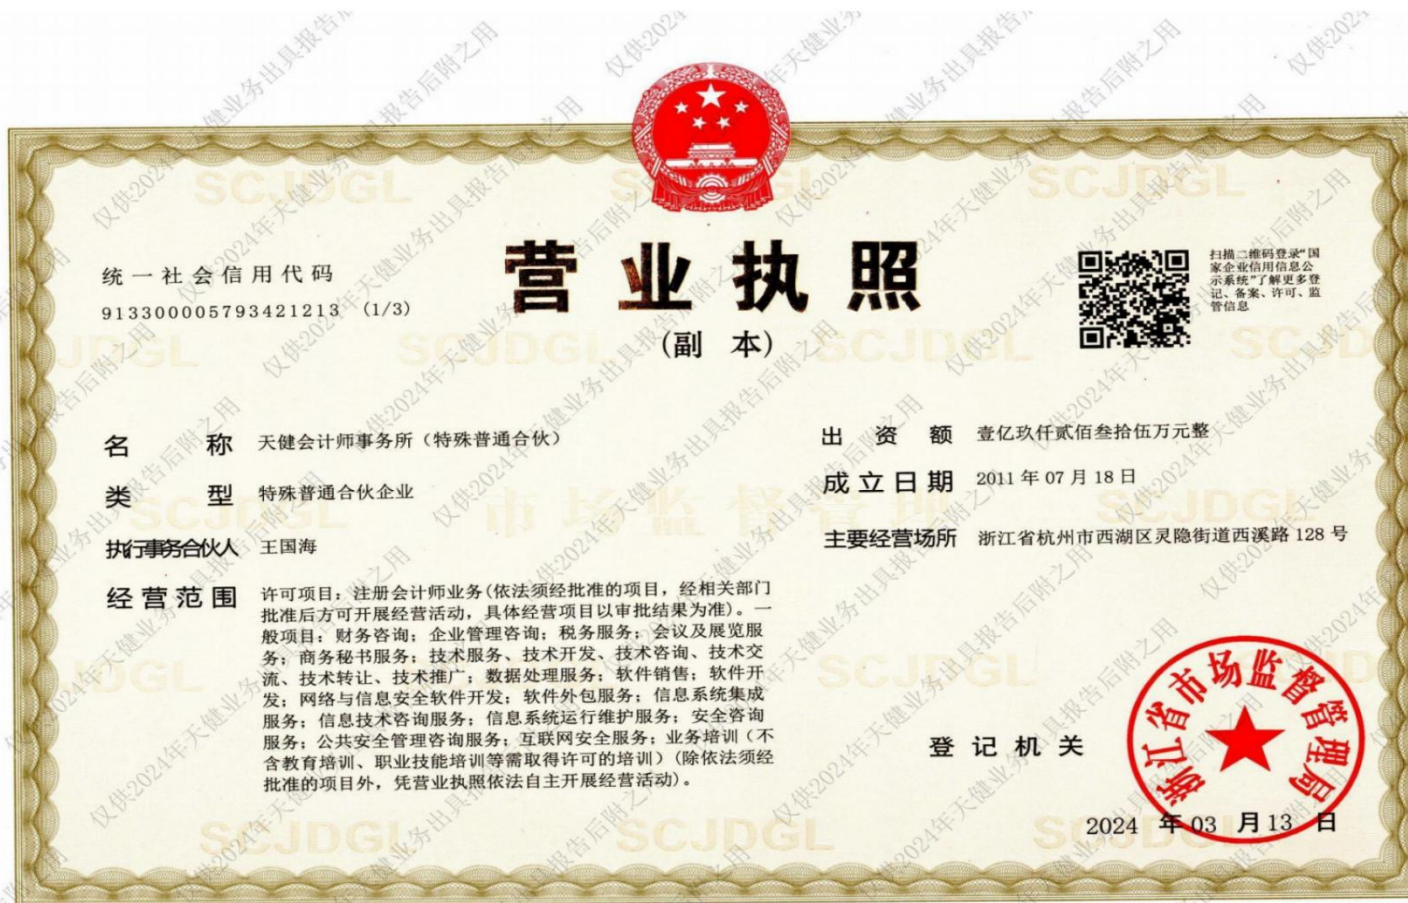 营业执照
(副 本)
统一社会信用代码
913300005793421213 (1/3)
扫描二维码登录“国
家企业信用信息公
示系统”了解更多登
记、备案、许可、监
管信息
名 称 天健会计师事务所（特殊普通合伙）
类 型 特殊普通合伙企业
执行事务合伙人 王国海
经营范围 许可项目：注册会计师业务(依法须经批准的项目，经相关部门
批准后方可开展经营活动，具体经营项目以审批结果为准)。一
般项目：财务咨询；企业管理咨询；税务服务；会议及展览服
务；商务秘书服务；技术服务、技术开发、技术咨询、技术交
流、技术转让、技术推广；数据处理服务；软件销售；软件开
发；网络与信息安全软件开发；软件外包服务；信息系统集成
服务；信息技术咨询服务；信息系统运行维护服务；安全咨询
服务；公共安全管理咨询服务；互联网安全服务；业务培训（不
含教育培训、职业技能培训等需取得许可的培训）(除依法须经
批准的项目外，凭营业执照依法自主开展经营活动)。
出 资 额 壹亿玖仟贰佰叁拾伍万元整
成立日期 2011 年 07 月 18 日
主要经营场所 浙江省杭州市西湖区灵隐街道西溪路 128 号
登记机关
浙江省市场监督管理局
2024 年 03 月 13 日
SCJDGL
市场监督管理
仅供2024年天健业务出具报告后附之用